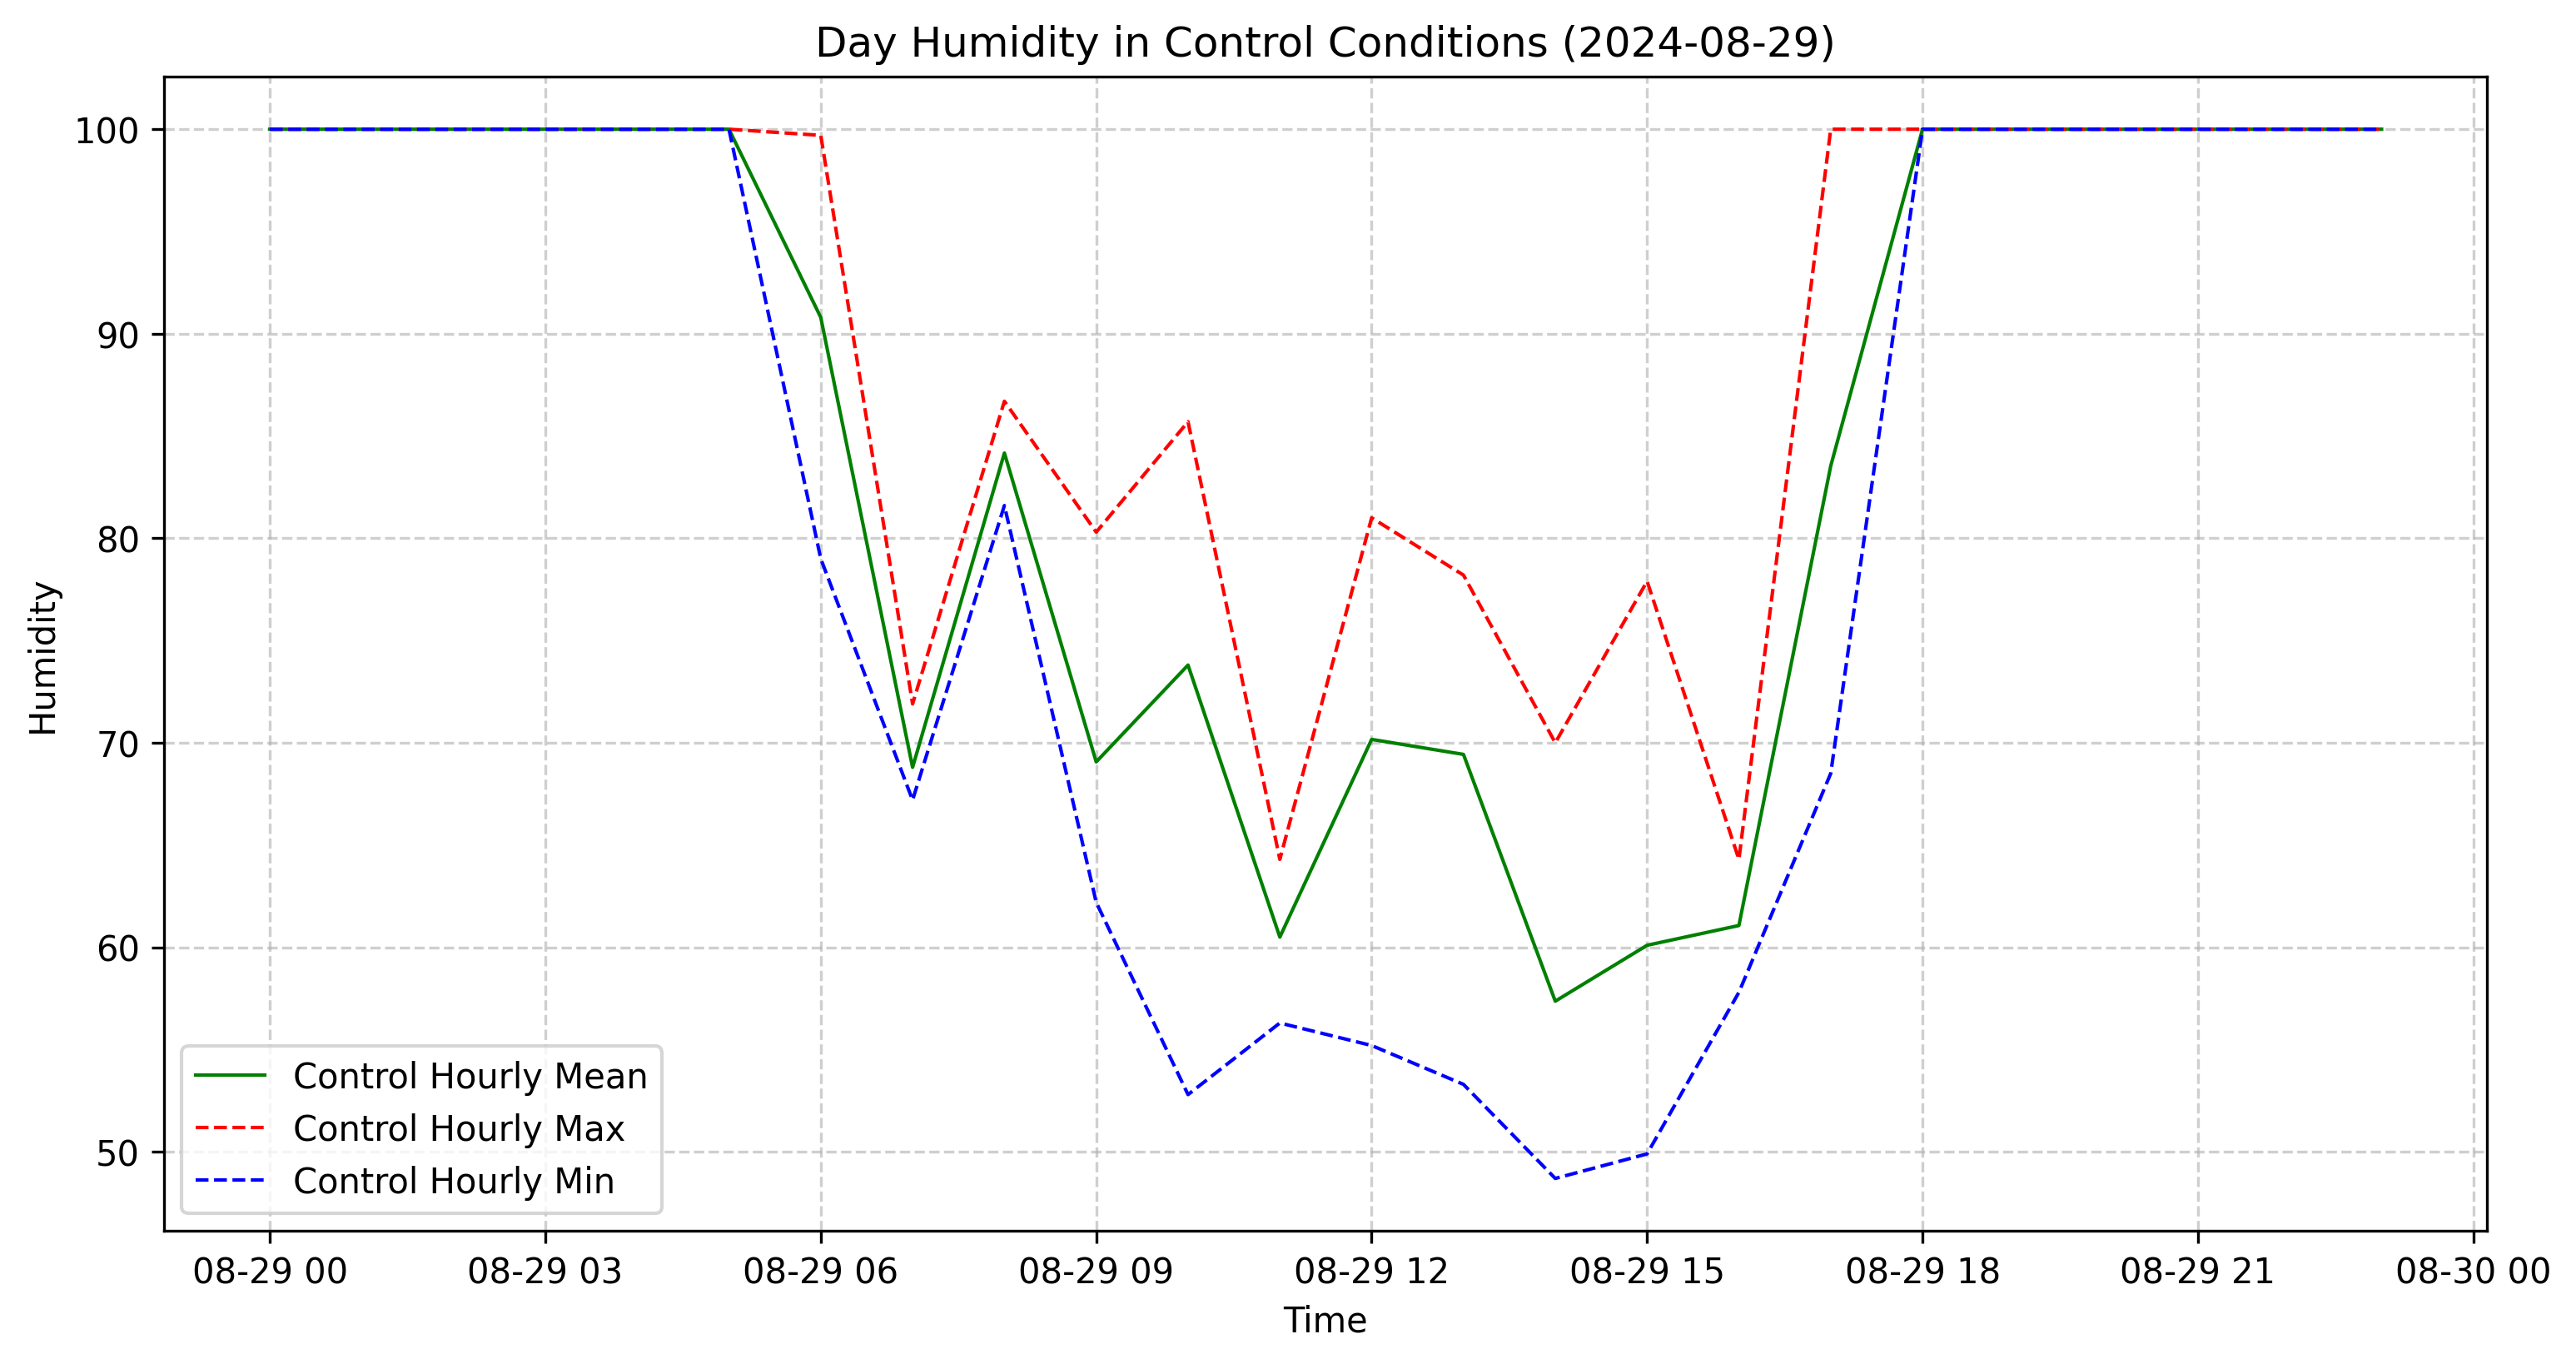 Day Humidity in Control Conditions (2024-08-29)
100
90
80
70
60
50
Humidity
Control Hourly Mean
Control Hourly Max
Control Hourly Min
08-29 00 08-29 03 08-29 06 08-29 09 08-29 12 08-29 15 08-29 18 08-29 21 08-30 00
Time